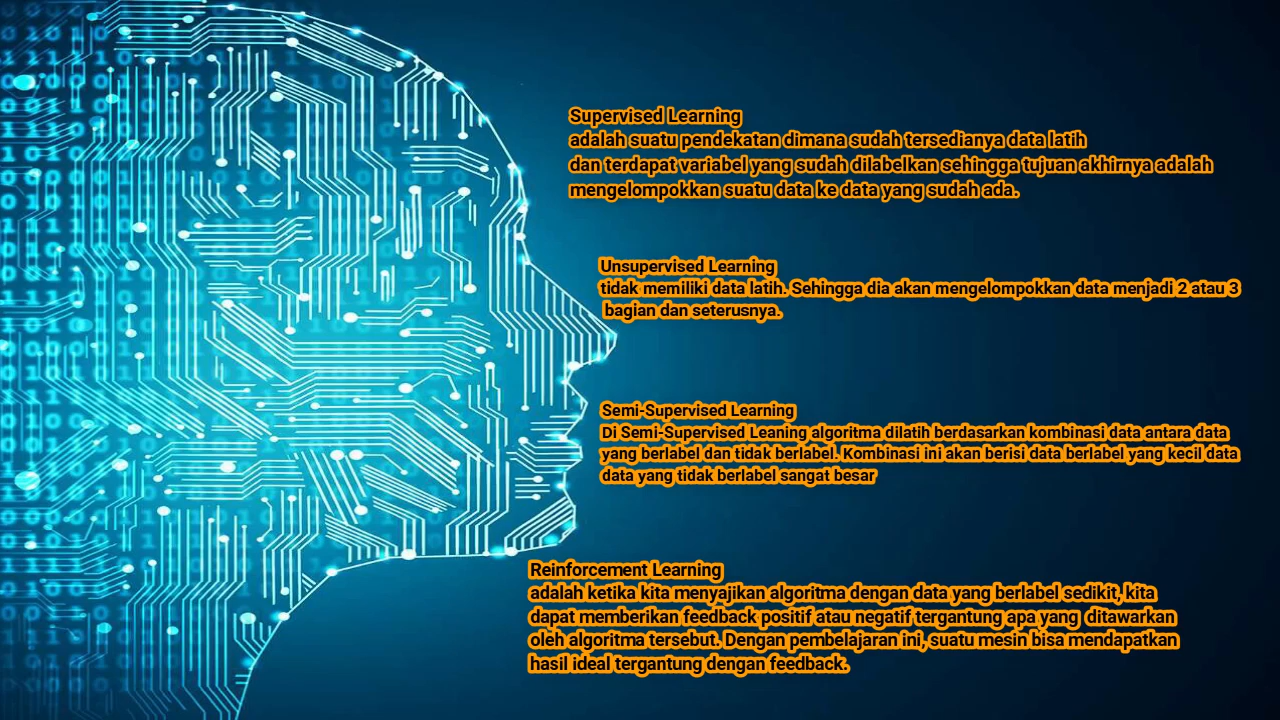 Supervised Learning
adalah suatu pendekatan dimana sudah tersedianya data latih
dan terdapat variabel yang sudah dilabelkan sehingga tujuan akhirnya adalah
mengelompokkan suatu data ke data yang sudah ada.
Unsupervised Learning
tidak memiliki data latih. Sehingga dia akan mengelompokkan data menjadi 2 atau 3
bagian dan seterusnya.
Semi-Supervised Learning
Di Semi-Supervised Leaning algoritma dilatih berdasarkan kombinasi data antara data
yang berlabel dan tidak berlabel. Kombinasi ini akan berisi data berlabel yang kecil data
data yang tidak berlabel sangat besar
Reinforcement Learning
adalah ketika kita menyajikan algoritma dengan data yang berlabel sedikit, kita
dapat memberikan feedback positif atau negatif tergantung apa yang ditawarkan
oleh algoritma tersebut. Dengan pembelajaran ini, suatu mesin bisa mendapatkan
hasil ideal tergantung dengan feedback.